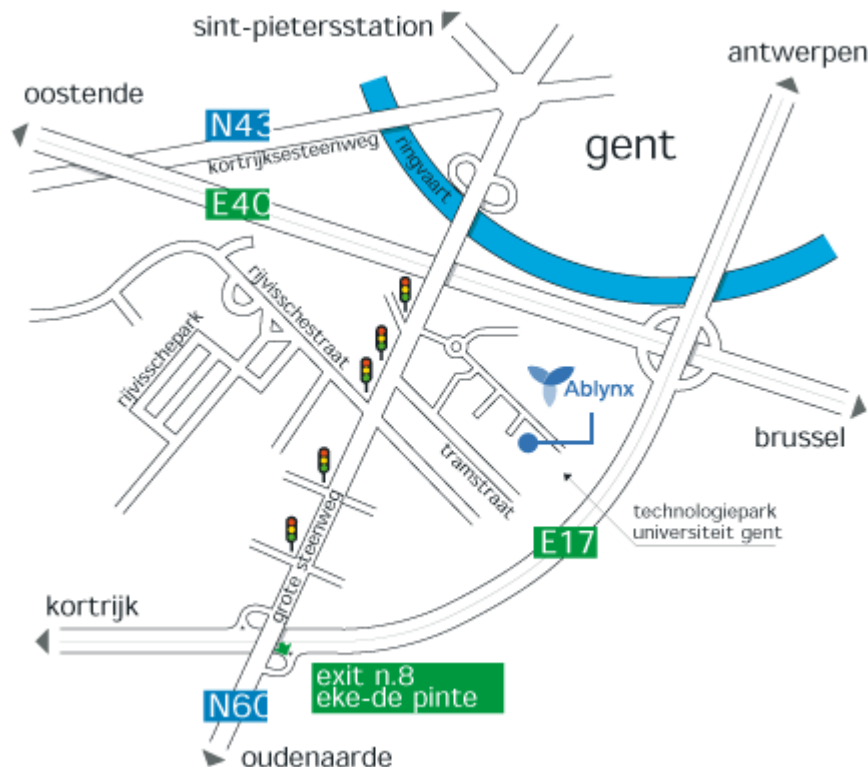 sint-pietersstation
antwerpen
oostende
N43
kortrijksesteenweg
gent
ringvaart
E40
rijvisschestraat
rijvisschepark
Ablynx
brussel
tramstraat
technologiepark
universiteit gent
E17
grote steenweg
kortrijk
exit n.8
eke-de pinte
N60
oudenaarde